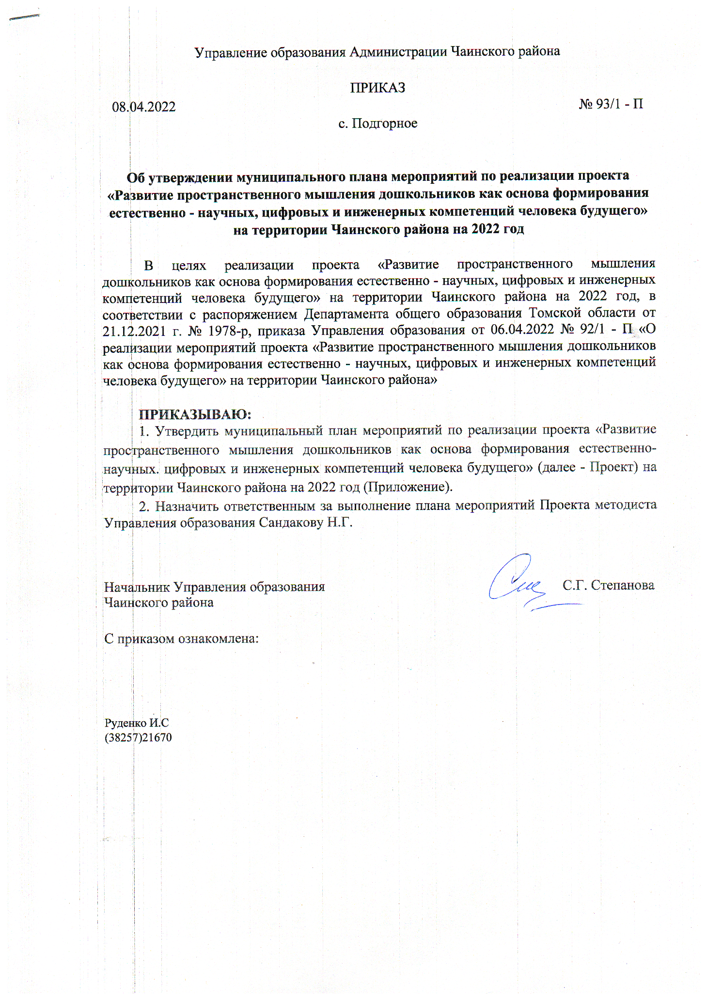 Управление образования Администрации Чаинского района
ПРИКАЗ
08.04.2022 № 93/1 - П
с. Подгорное
Об утверждении муниципального плана мероприятий по реализации проекта
«Развитие пространственного мышления дошкольников как основа формирования
естественно - научных, цифровых и инженерных компетенций человека будущего»
на территории Чаинского района на 2022 год
В целях реализации проекта «Развитие пространственного мышления
дошкольников как основа формирования естественно - научных, цифровых и инженерных
компетенций человека будущего» на территории Чаинского района на 2022 год, в
соответствии с распоряжением Департамента общего образования Томской области от
21.12.2021 г. № 1978-р, приказа Управления образования от 06.04.2022 № 92/1 - П «О
реализации мероприятий проекта «Развитие пространственного мышления дошкольников
как основа формирования естественно - научных, цифровых и инженерных компетенций
человека будущего» на территории Чаинского района»
ПРИКАЗЫВАЮ:
1. Утвердить муниципальный план мероприятий по реализации проекта «Развитие
пространственного мышления дошкольников как основа формирования естественно-
научных. цифровых и инженерных компетенций человека будущего» (далее - Проект) на
территории Чаинского района на 2022 год (Приложение).
2. Назначить ответственным за выполнение плана мероприятий Проекта методиста
Управления образования Сандакову Н.Г.
Начальник Управления образования С.Г. Степанова
Чаинского района
С приказом ознакомлена:
Руденко И.С
(38257)21670